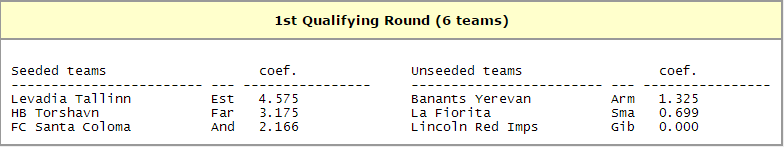 1st Qualifying Round (6 teams)
Seeded teams coef. Unseeded teams coef.
------------------------ --- ---------------- ------------------------ --- ----------------
Levadia Tallinn Est 4.575 Banants Yerevan Arm 1.325
HB Torshavn Far 3.175 La Fiorita Sma 0.699
FC Santa Coloma And 2.166 Lincoln Red Imps Gib 0.000